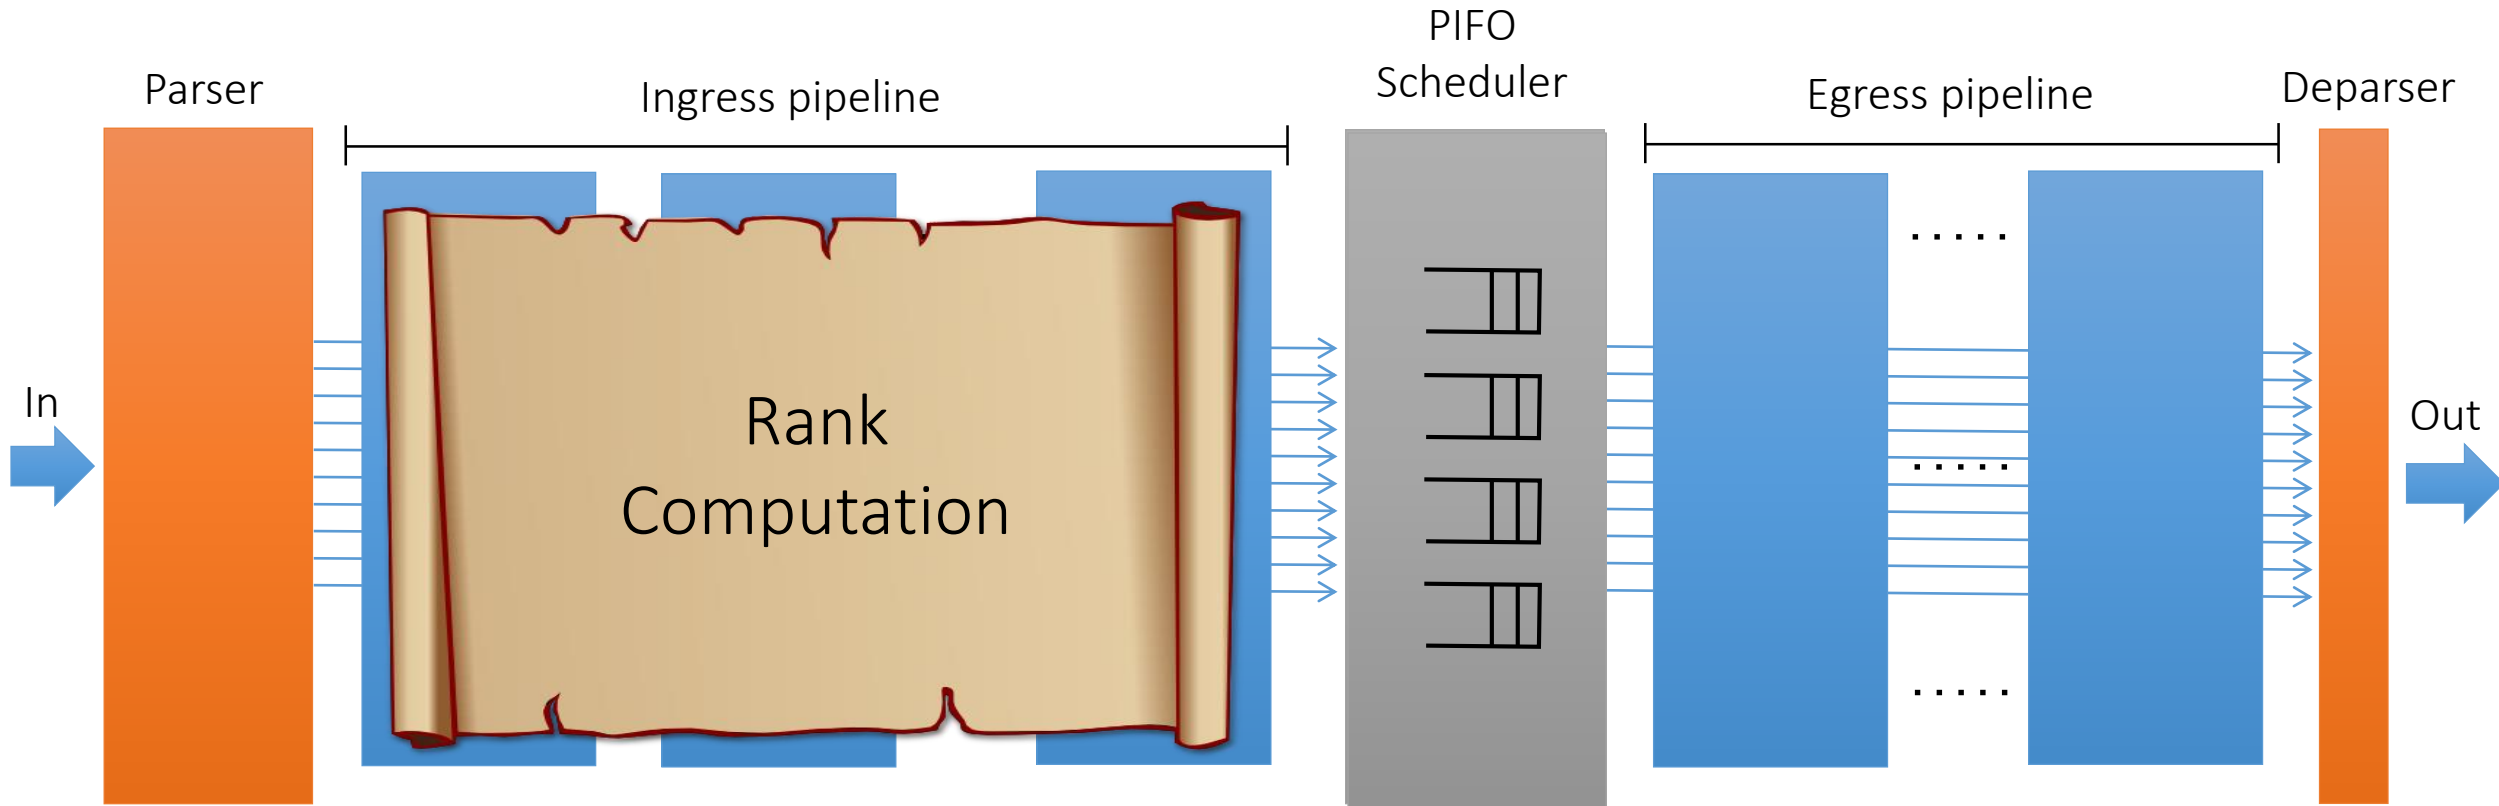 Parser
Ingress pipeline
PIFO
Scheduler
Egress pipeline
Deparser
In
Rank
Computation
Out